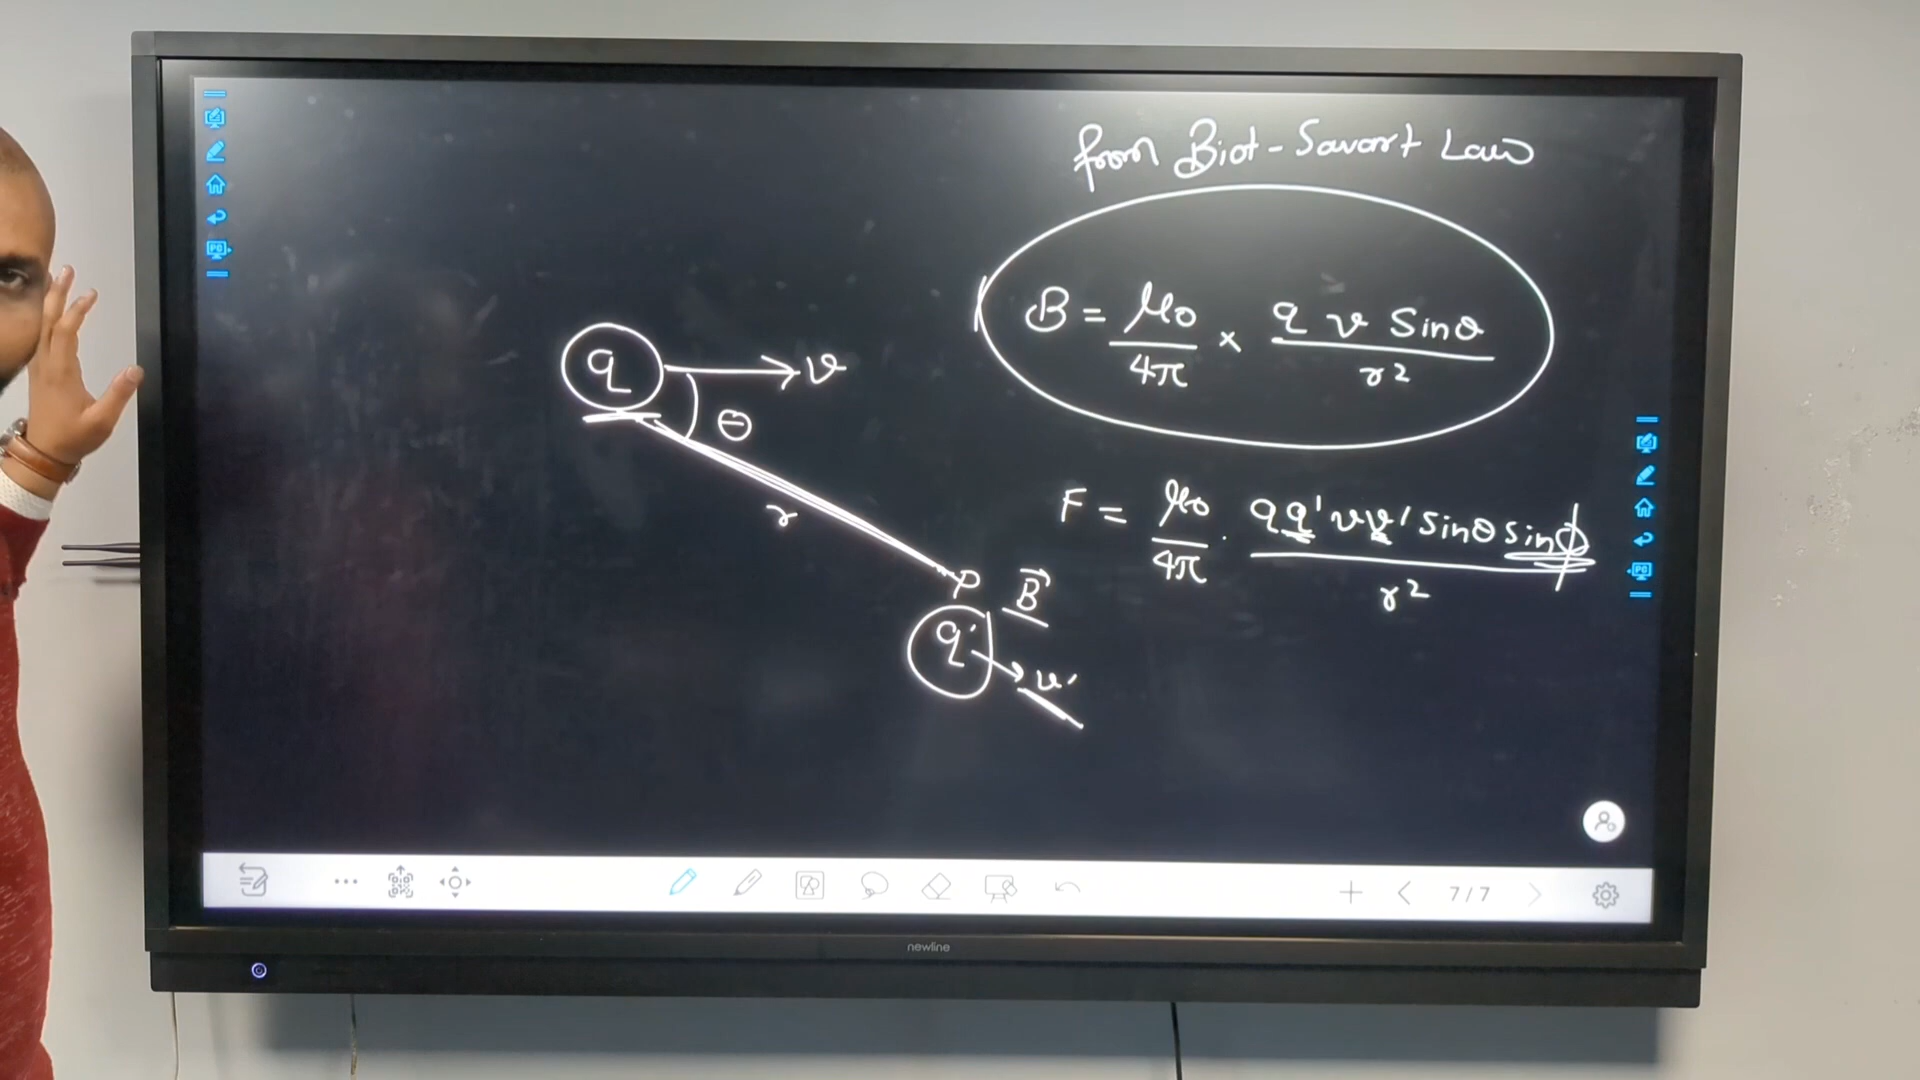 from Biot-Savart Law
B = μ0/4π × q v Sinθ/r²
q → v
θ
r
P B⃗
q' → v'
F = μ0/4π · qq'vv' sinθ sinϕ/r²
7/7
newline